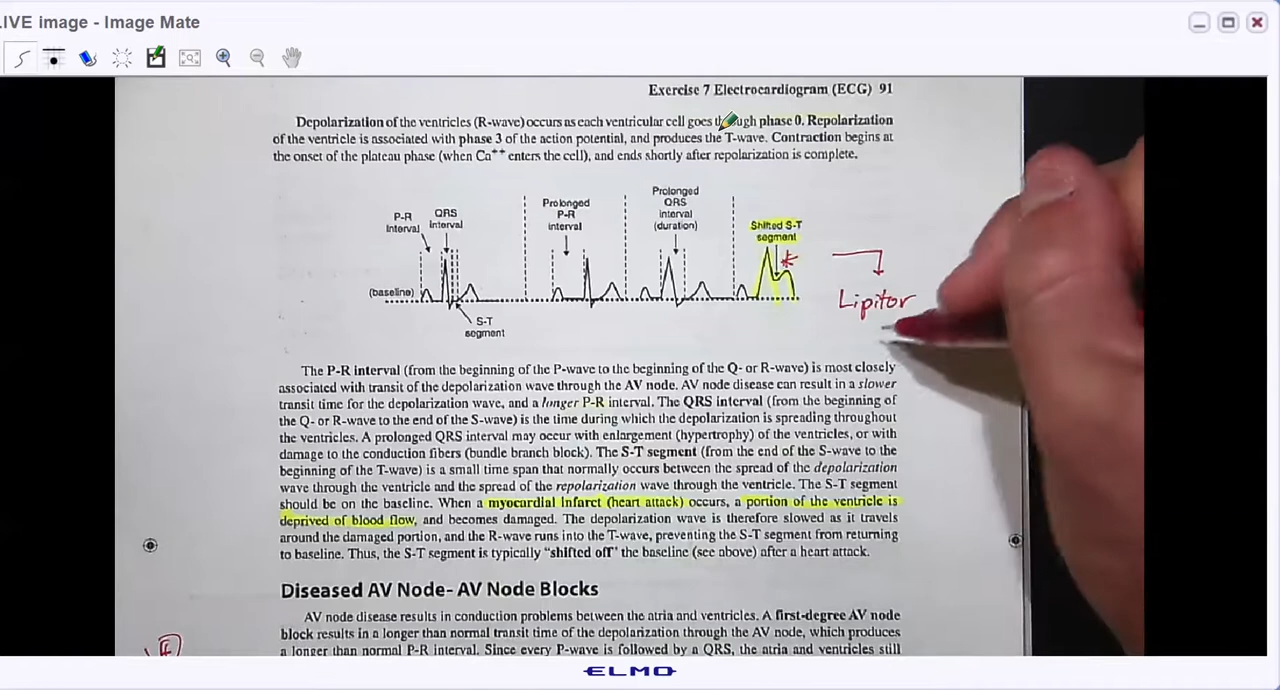 LIVE image - Image Mate
Exercise 7 Electrocardiogram (ECG) 91
Depolarization of the ventricles (R-wave) occurs as each ventricular cell goes through phase 0. Repolarization
of the ventricle is associated with phase 3 of the action potential, and produces the T-wave. Contraction begins at
the onset of the plateau phase (when Ca++ enters the cell), and ends shortly after repolarization is complete.
P-R
Interval
QRS
Interval
Prolonged
P-R
Interval
Prolonged
QRS
Interval
(duration)
Shifted S-T
segment
(baseline)
S-T
segment
Lipitor
The P-R interval (from the beginning of the P-wave to the beginning of the Q- or R-wave) is most closely
associated with transit of the depolarization wave through the AV node. AV node disease can result in a slower
transit time for the depolarization wave, and a longer P-R interval. The QRS interval (from the beginning of
the Q- or R-wave to the end of the S-wave) is the time during which the depolarization is spreading throughout
the ventricles. A prolonged QRS interval may occur with enlargement (hypertrophy) of the ventricles, or with
damage to the conduction fibers (bundle branch block). The S-T segment (from the end of the S-wave to the
beginning of the T-wave) is a small time span that normally occurs between the spread of the depolarization
wave through the ventricle and the spread of the repolarization wave through the ventricle. The S-T segment
should be on the baseline. When a myocardial infarct (heart attack) occurs, a portion of the ventricle is
deprived of blood flow, and becomes damaged. The depolarization wave is therefore slowed as it travels
around the damaged portion, and the R-wave runs into the T-wave, preventing the S-T segment from returning
to baseline. Thus, the S-T segment is typically "shifted off" the baseline (see above) after a heart attack.
Diseased AV Node- AV Node Blocks
AV node disease results in conduction problems between the atria and ventricles. A first-degree AV node
block results in a longer than normal transit time of the depolarization through the AV node, which produces
a longer than normal P-R interval. Since every P-wave is followed by a QRS, the atria and ventricles still
ELMO